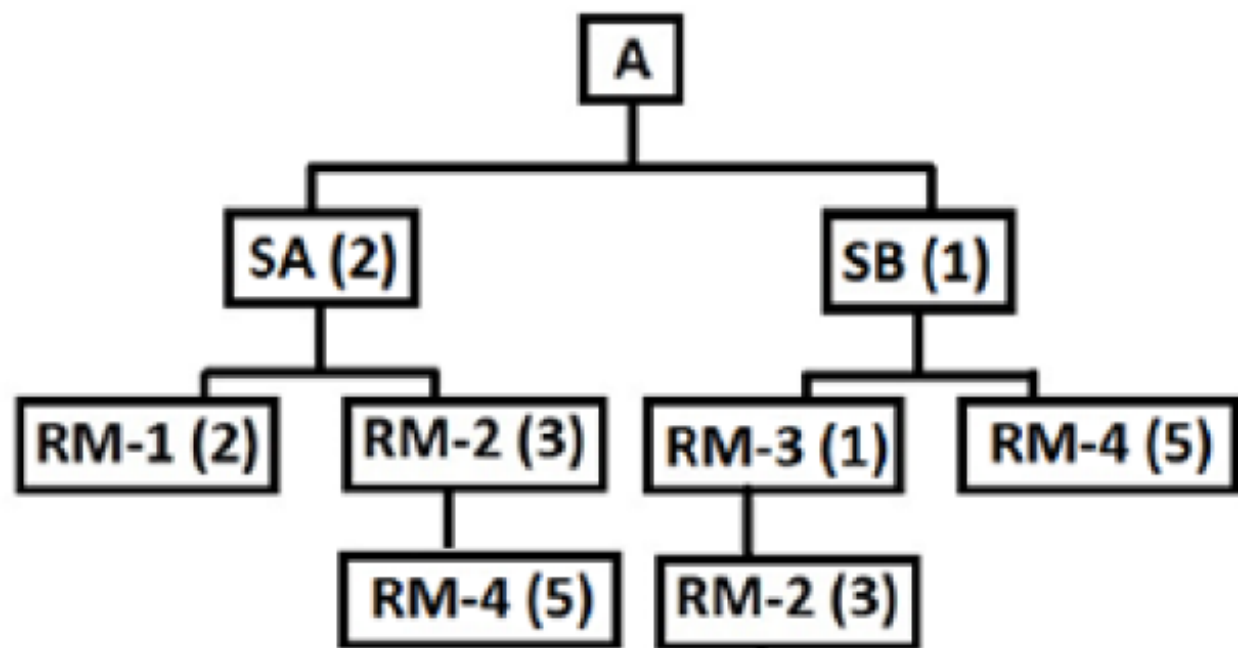 A
SA (2)
SB (1)
RM-1 (2)
RM-2 (3)
RM-3 (1)
RM-4 (5)
RM-4 (5)
RM-2 (3)